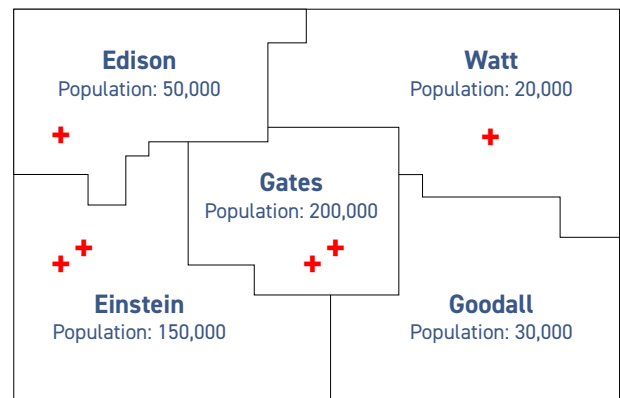 Edison
Population: 50,000
Watt
Population: 20,000
Gates
Population: 200,000
Einstein
Population: 150,000
Goodall
Population: 30,000